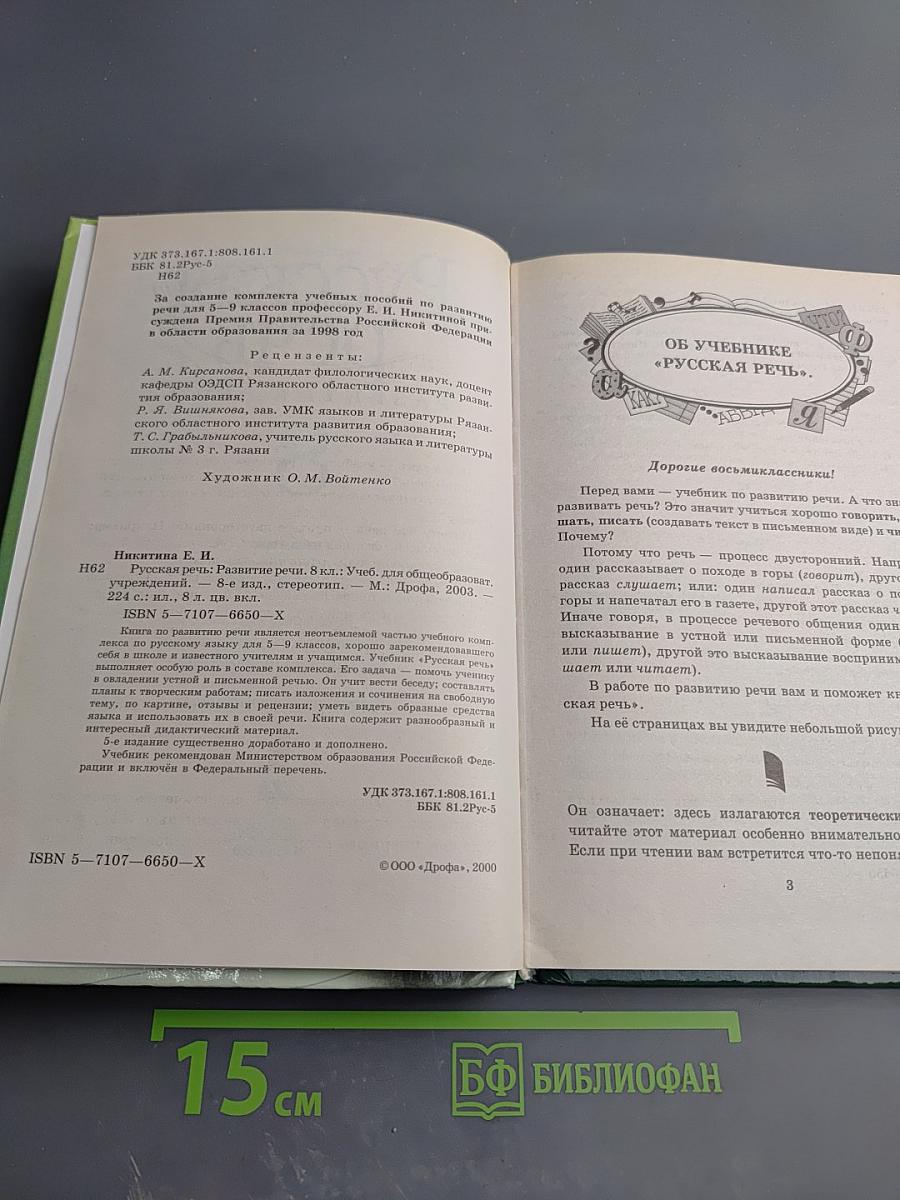 УДК 373.167.1:808.161.1
ББК 81.2Рус-5
Н62
За создание комплекта учебных пособий по развитию
речи для 5—9 классов профессору Е. И. Никитиной при-
суждена Премия Правительства Российской Федерации
в области образования за 1998 год
Рецензенты:
А. М. Кирсанова, кандидат филологических наук, доцент
кафедры ОЭДСП Рязанского областного института разви-
тия образования;
Р. Я. Вишнякова, зав. УМК языков и литературы Рязан-
ского областного института развития образования;
Т. С. Грабыльникова, учитель русского языка и литературы
школы № 3 г. Рязани
Художник О. М. Войтенко
Никитина Е. И.
Н62 Русская речь: Развитие речи. 8 кл.: Учеб. для общеобразоват.
учреждений. — 8-е изд., стереотип. — М.: Дрофа, 2003. —
224 с.: ил., 8 л. цв. вкл.
ISBN 5—7107—6650—X
Книга по развитию речи является неотъемлемой частью учебного комп-
лекса по русскому языку для 5—9 классов, хорошо зарекомендовавшего
себя в школе и известного учителям и учащимся. Учебник «Русская речь»
выполняет особую роль в составе комплекса. Его задача — помочь ученику
в овладении устной и письменной речью. Он учит вести беседу; составлять
планы к творческим работам; писать изложения и сочинения на свободную
тему, по картине, отзывы и рецензии; уметь видеть образные средства
языка и использовать их в своей речи. Книга содержит разнообразный и
интересный дидактический материал.
5-е издание существенно доработано и дополнено.
Учебник рекомендован Министерством образования Российской Феде-
рации и включён в Федеральный перечень.
УДК 373.167.1:808.161.1
ББК 81.2Рус-5
ISBN 5—7107—6650—X
© ООО «Дрофа», 2000
ЧТО?
Ф
?
КАК?
АБВГД
Я
ОБ УЧЕБНИКЕ
«РУССКАЯ РЕЧЬ».
Дорогие восьмиклассники!
Перед вами — учебник по развитию речи. А что зна
развивать речь? Это значит учиться хорошо говорить,
шать, писать (создавать текст в письменном виде) и чи
Почему?
Потому что речь — процесс двусторонний. Напр
один рассказывает о походе в горы (говорит), друго
рассказ слушает; или: один написал рассказ о по
горы и напечатал его в газете, другой этот рассказ ч
Иначе говоря, в процессе речевого общения один
высказывание в устной или письменной форме (
или пишет), другой это высказывание восприним
шает или читает).
В работе по развитию речи вам и поможет кн
ская речь».
На её страницах вы увидите небольшой рису
Он означает: здесь излагаются теоретически
читайте этот материал особенно внимательно
Если при чтении вам встретится что-то непоня
3
15 см
БФ БИБЛИОФАН